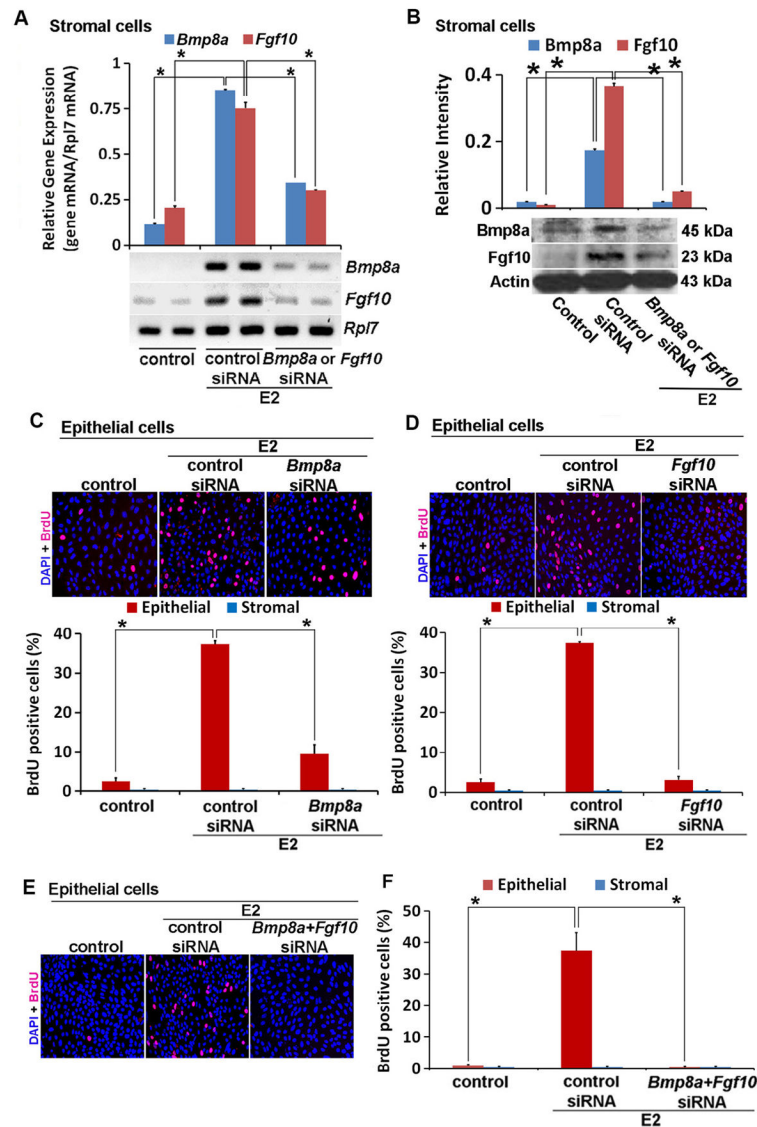 A
Stromal cells
Bmp8a Fgf10
* * * *
Relative Gene Expression
(gene mRNA/Rpl7 mRNA)
1
0.75
0.5
0.25
0
Bmp8a
Fgf10
Rpl7
control control Bmp8a or Fgf10
siRNA siRNA
E2
B
Stromal cells
Bmp8a Fgf10
* * * *
Relative Intensity
0.4
0.2
0
Bmp8a 45 kDa
Fgf10 23 kDa
Actin 43 kDa
Control
Control
siRNA
Bmp8a or Fgf10
siRNA
E2
C
Epithelial cells
E2
control control Bmp8a
siRNA siRNA
DAPI + BrdU
Epithelial Stromal
* *
BrdU positive cells (%)
40
30
20
10
0
control control Bmp8a
siRNA siRNA
E2
D
Epithelial cells
E2
control control Fgf10
siRNA siRNA
DAPI + BrdU
Epithelial Stromal
* *
BrdU positive cells (%)
40
30
20
10
0
control control Fgf10
siRNA siRNA
E2
E
Epithelial cells
E2
control control Bmp8a+Fgf10
siRNA siRNA
DAPI + BrdU
F
Epithelial Stromal
* *
BrdU positive cells (%)
50
40
30
20
10
0
control control Bmp8a+Fgf10
siRNA siRNA
E2